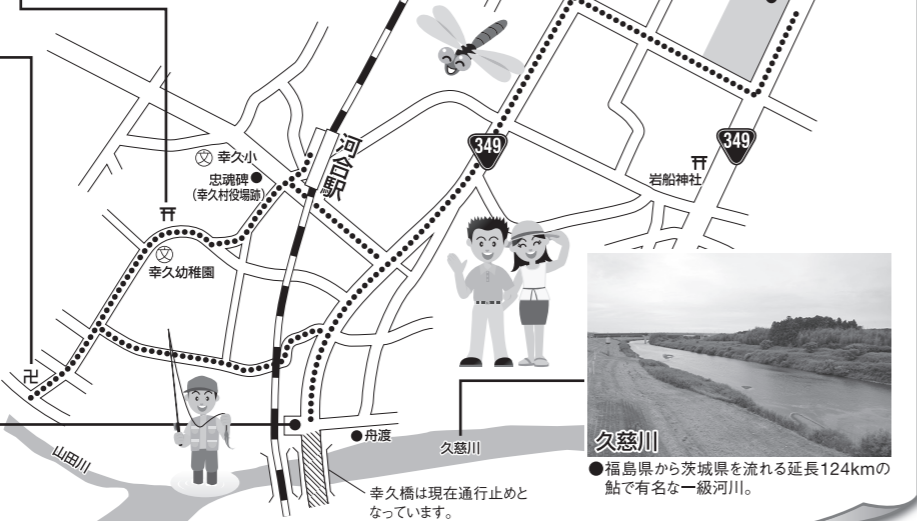 349
349
河合駅
幸久小
忠魂碑
(幸久村役場跡)
岩船神社
幸久幼稚園
卍
舟渡
久慈川
山田川
幸久橋は現在通行止めと
なっています。
久慈川
●福島県から茨城県を流れる延長124kmの
鮎で有名な一級河川。